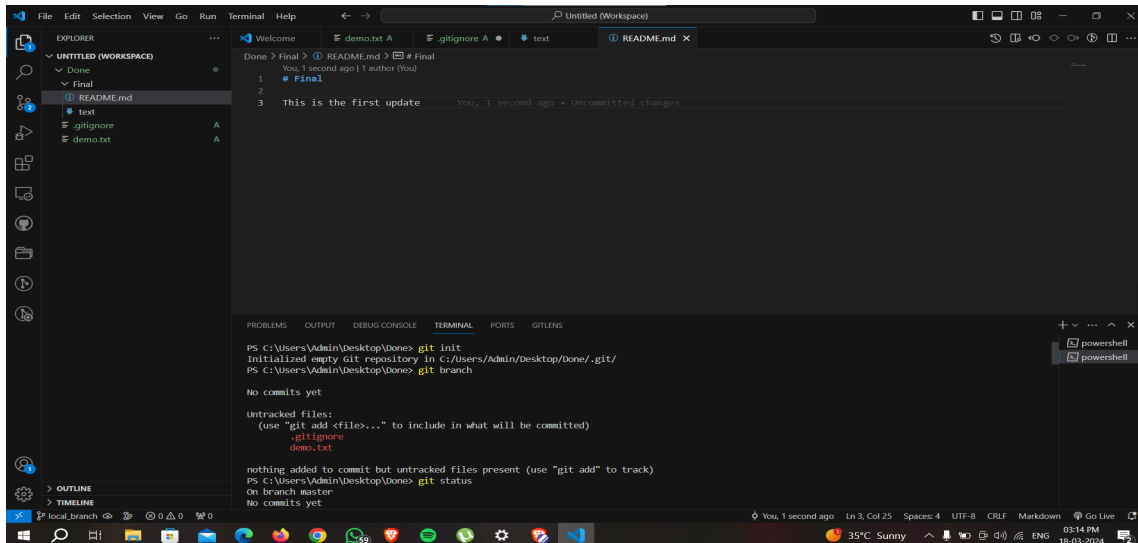 File Edit Selection View Go Run Terminal Help
Untitled (Workspace)
EXPLORER
Welcome
demo.txt A
.gitignore A
text
README.md
UNTITLED (WORKSPACE)
Done
Final
README.md
text
.gitignore A
demo.txt A
Done > Final > README.md > # Final
You, 1 second ago | 1 author (You)
1 # Final
2
3 This is the first update You, 1 second ago • Uncommitted changes
PROBLEMS OUTPUT DEBUG CONSOLE TERMINAL PORTS GITLENS
powershell
powershell
PS C:\Users\Admin\Desktop\Done> git init
Initialized empty Git repository in C:/Users/Admin/Desktop/Done/.git/
PS C:\Users\Admin\Desktop\Done> git branch
No commits yet
Untracked files:
(use "git add <file>..." to include in what will be committed)
.gitignore
demo.txt
nothing added to commit but untracked files present (use "git add" to track)
PS C:\Users\Admin\Desktop\Done> git status
On branch master
No commits yet
OUTLINE
TIMELINE
local_branch 0 0 0 You, 1 second ago Ln 3, Col 25 Spaces: 4 UTF-8 CRLF Markdown Go Live
59
35°C Sunny
ENG
03:14 PM
18-03-2024